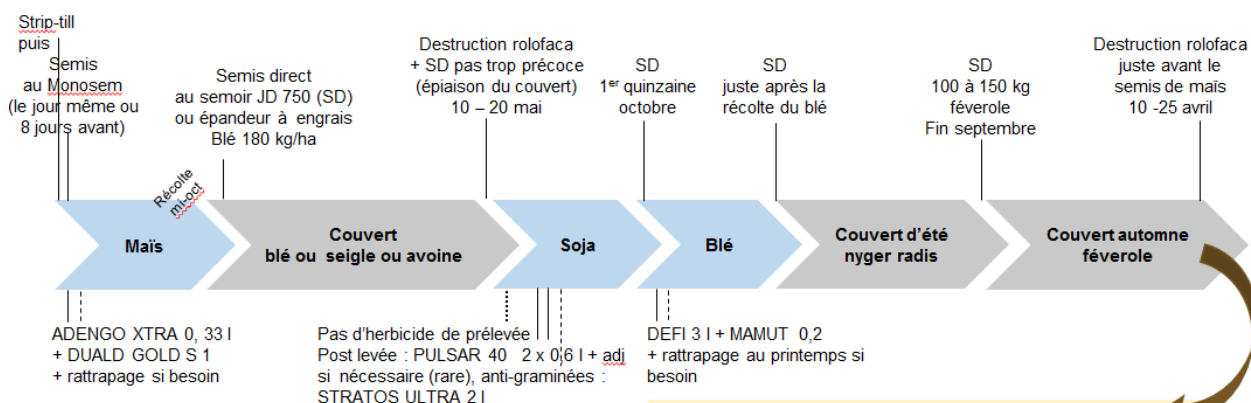 Strip-till
puis
Semis
au Monosem
(le jour même ou
8 jours avant)
Semis direct
au semoir JD 750 (SD)
ou épandeur à engrais
Blé 180 kg/ha
Destruction rolofaca
+ SD pas trop précoce
(épiaison du couvert)
10 – 20 mai
SD
1er quinzaine
octobre
SD
juste après la
récolte du blé
SD
100 à 150 kg
féverole
Fin septembre
Destruction rolofaca
juste avant le
semis de maïs
10 -25 avril
Récolte
mi-oct
Maïs
Couvert
blé ou seigle ou avoine
Soja
Blé
Couvert d'été
nyger radis
Couvert automne
féverole
ADENGO XTRA 0, 33 l
+ DUALD GOLD S 1
+ rattrapage si besoin
Pas d'herbicide de prélevée
Post levée : PULSAR 40 2 x 0,6 l + adj
si nécessaire (rare), anti-graminées :
STRATOS ULTRA 2 l
DEFI 3 l + MAMUT 0,2
+ rattrapage au printemps si
besoin